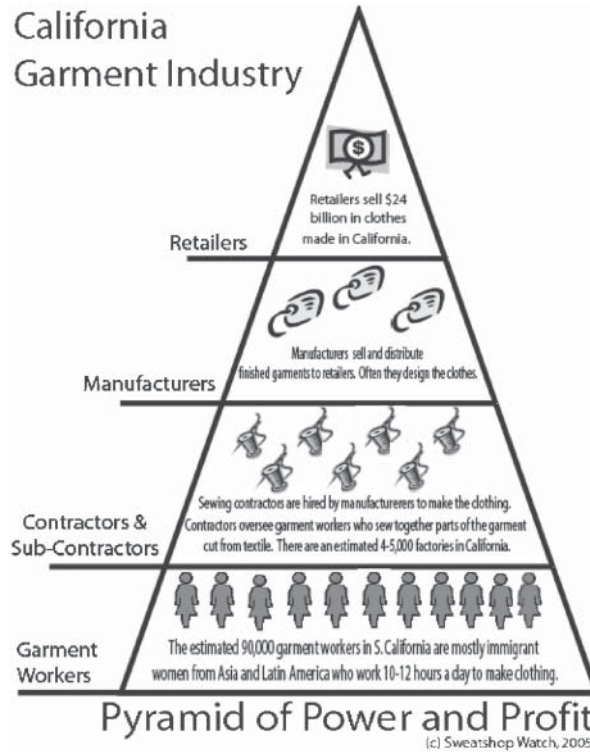 California
Garment Industry
$
Retailers sell $24
billion in clothes
made in California.
Retailers
Manufacturers sell and distribute
finished garments to retailers. Often they design the clothes.
Manufacturers
Sewing contractors are hired by manufacturerers to make the clothing.
Contractors oversee garment workers who sew together parts of the garment
cut from textile. There are an estimated 4-5,000 factories in California.
Contractors &
Sub-Contractors
The estimated 90,000 garment workers in S. California are mostly immigrant
women from Asia and Latin America who work 10-12 hours a day to make clothing.
Garment
Workers
Pyramid of Power and Profit
(c) Sweatshop Watch, 2005